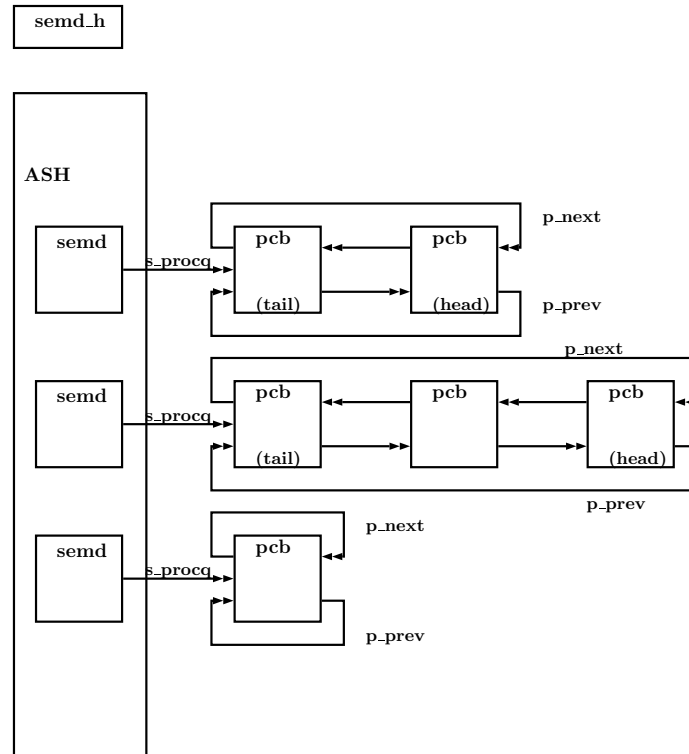 semd_h
ASH
p_next
semd
pcb
pcb
s_procq
(tail)
(head)
p_prev
p_next
semd
pcb
pcb
pcb
s_procq
(tail)
(head)
p_prev
p_next
semd
pcb
s_procq
p_prev